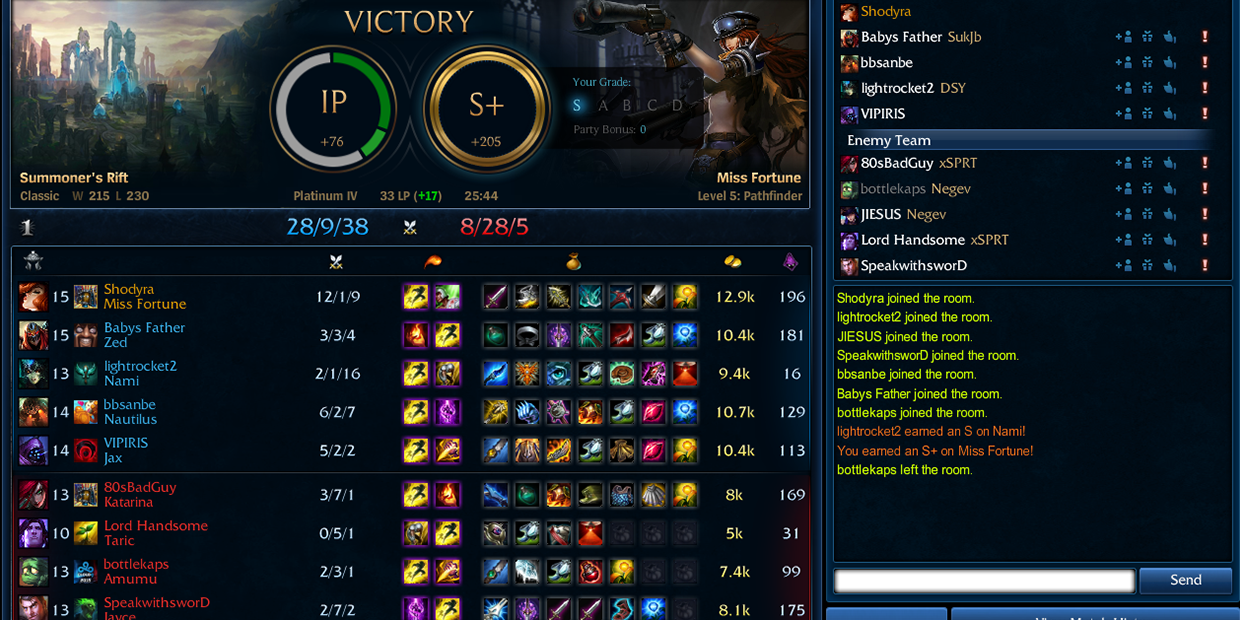 VICTORY
IP
+76
S+
+205
Your Grade:
S A B C D
Party Bonus: 0
Summoner's Rift
Classic W 215 L 230
Platinum IV 33 LP (+17) 25:44
Miss Fortune
Level 5: Pathfinder
1 28/9/38 8/28/5
15 Shodyra Miss Fortune 12/1/9 12.9k 196
15 Babys Father Zed 3/3/4 10.4k 181
13 lightrocket2 Nami 2/1/16 9.4k 16
14 bbsanbe Nautilus 6/2/7 10.7k 129
14 VIPIRIS Jax 5/2/2 10.4k 113
13 80sBadGuy Katarina 3/7/1 8k 169
10 Lord Handsome Taric 0/5/1 5k 31
13 bottlekaps Amumu 2/3/1 7.4k 99
13 SpeakwithsworD Jayce 2/7/2 8.1k 175
Shodyra
Babys Father SukJb
bbsanbe
lightrocket2 DSY
VIPIRIS
Enemy Team
80sBadGuy xSPRT
bottlekaps Negev
JIESUS Negev
Lord Handsome xSPRT
SpeakwithsworD
Shodyra joined the room.
lightrocket2 joined the room.
JIESUS joined the room.
SpeakwithsworD joined the room.
bbsanbe joined the room.
Babys Father joined the room.
bottlekaps joined the room.
lightrocket2 earned an S on Nami!
You earned an S+ on Miss Fortune!
bottlekaps left the room.
Send